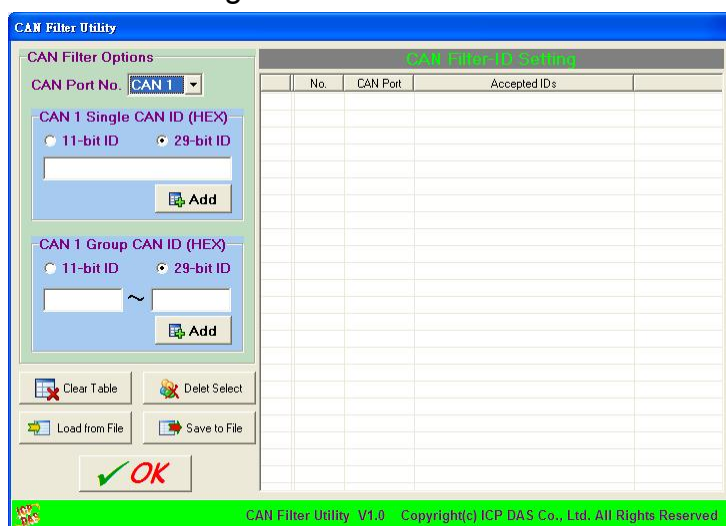 CAN Filter Utility
CAN Filter Options
CAN Port No. CAN 1
CAN 1 Single CAN ID (HEX)
11-bit ID 29-bit ID
Add
CAN 1 Group CAN ID (HEX)
11-bit ID 29-bit ID
~
Add
Clear Table Delet Select
Load from File Save to File
OK
CAN Filter-ID Setting
No. CAN Port Accepted IDs
ICP DAS
CAN Filter Utility V1.0 Copyright(c) ICP DAS Co., Ltd. All Rights Reserved